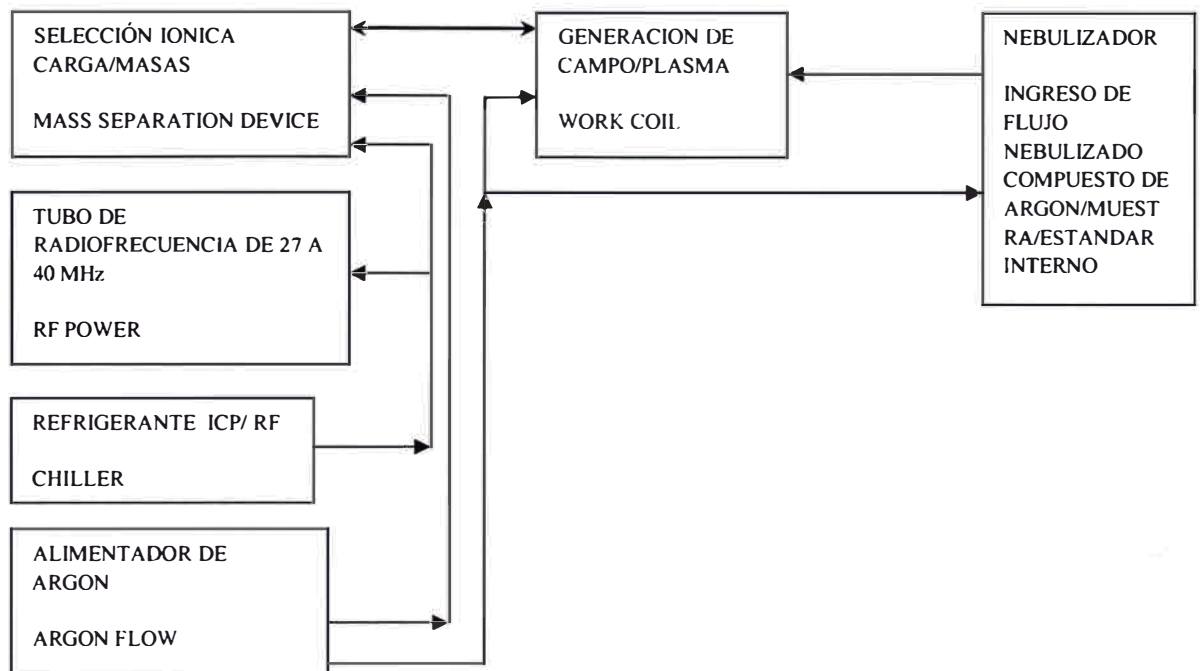 SELECCIÓN IONICA
CARGA/MASAS
MASS SEPARATION DEVICE
GENERACION DE
CAMPO/PLASMA
WORK COIL
NEBULIZADOR
INGRESO DE
FLUJO
NEBULIZADO
COMPUESTO DE
ARGON/MUEST
RA/ESTANDAR
INTERNO
TUBO DE
RADIOFRECUENCIA DE 27 A
40 MHz
RF POWER
REFRIGERANTE ICP/ RF
CHILLER
ALIMENTADOR DE
ARGON
ARGON FLOW